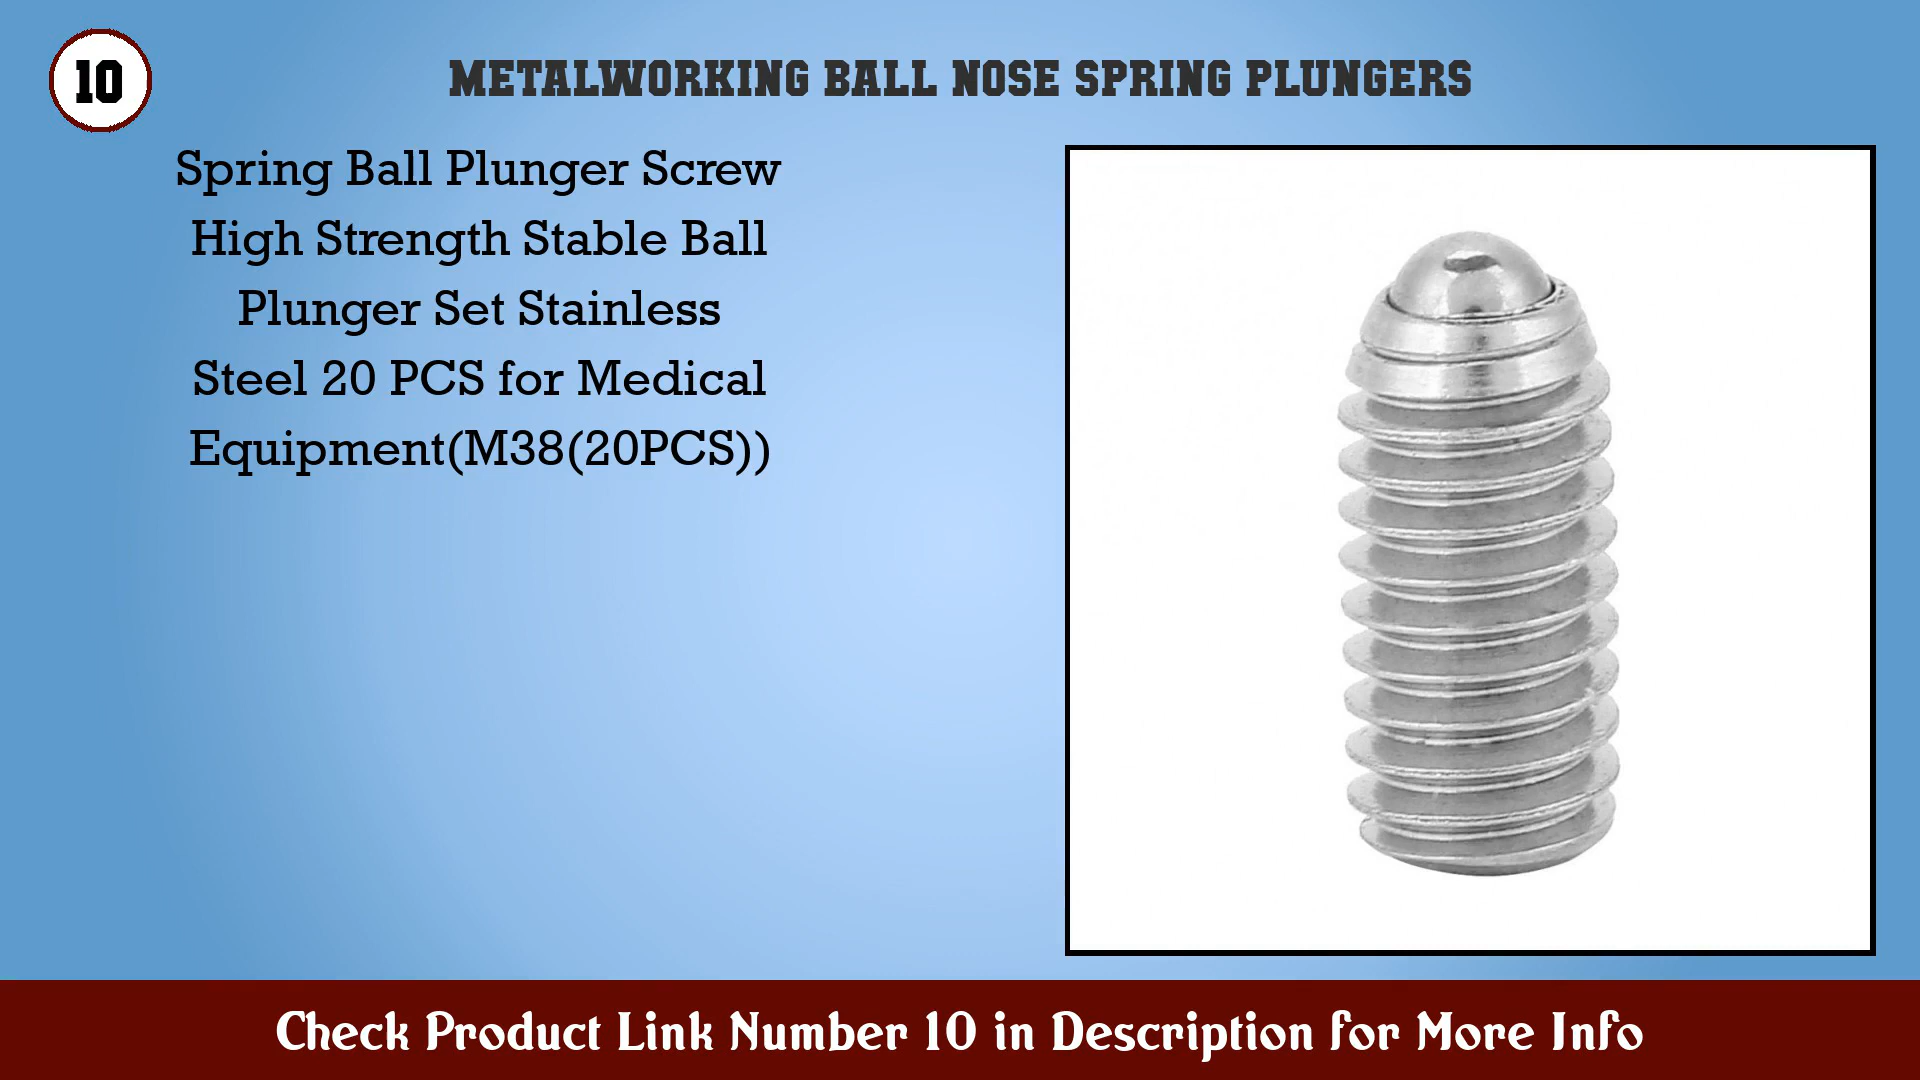 10
METALWORKING BALL NOSE SPRING PLUNGERS
Spring Ball Plunger Screw
High Strength Stable Ball
Plunger Set Stainless
Steel 20 PCS for Medical
Equipment(M38(20PCS))
Check Product Link Number 10 in Description for More Info